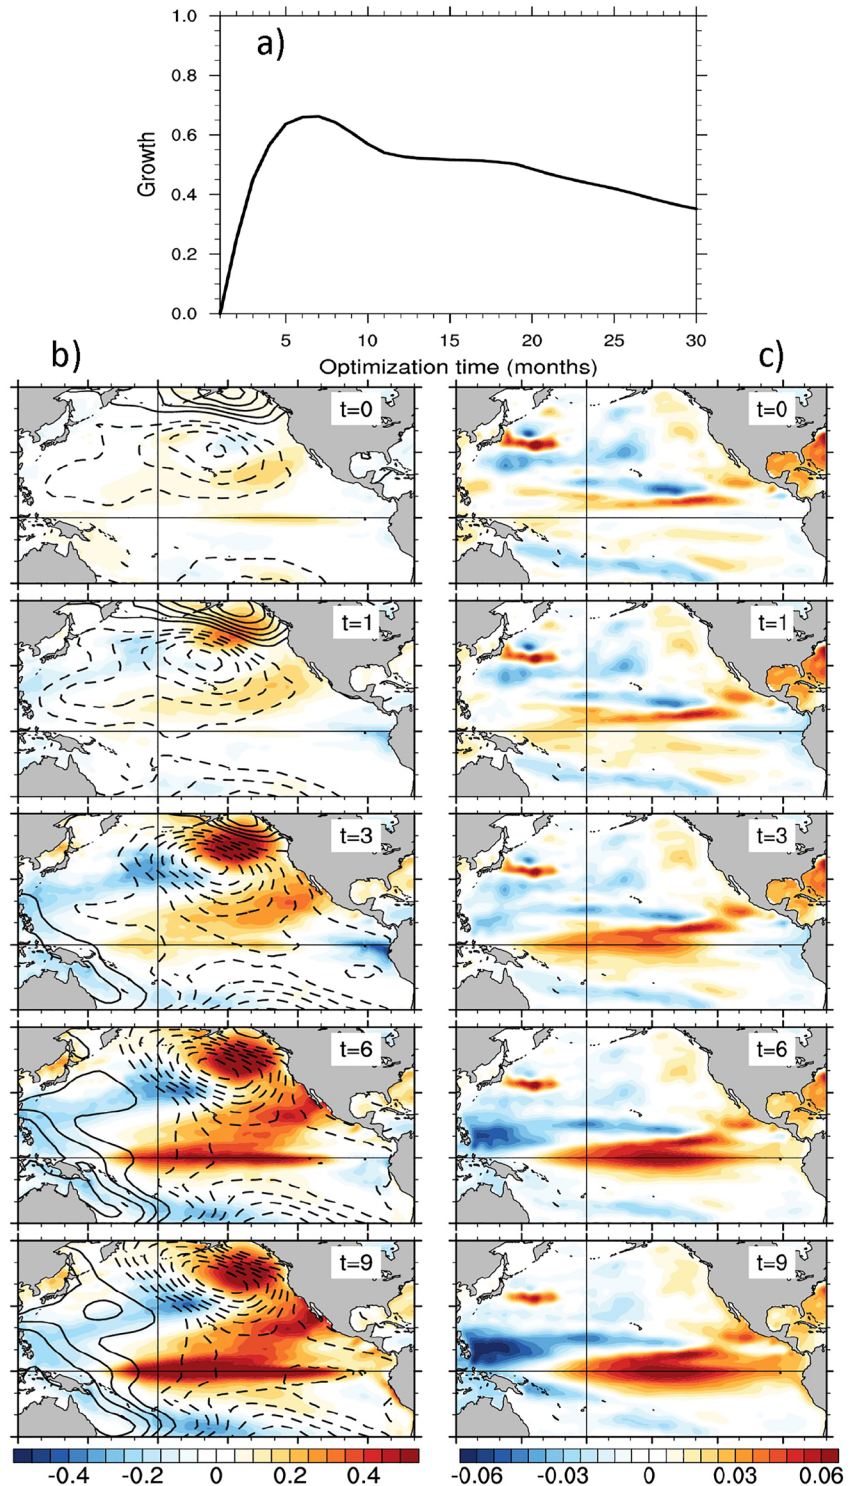 a)
1.0
0.8
0.6
0.4
0.2
0.0
Growth
5 10 15 20 25 30
Optimization time (months)
b) c)
t=0 t=0
t=1 t=1
t=3 t=3
t=6 t=6
t=9 t=9
-0.4 -0.2 0 0.2 0.4 -0.06 -0.03 0 0.03 0.06